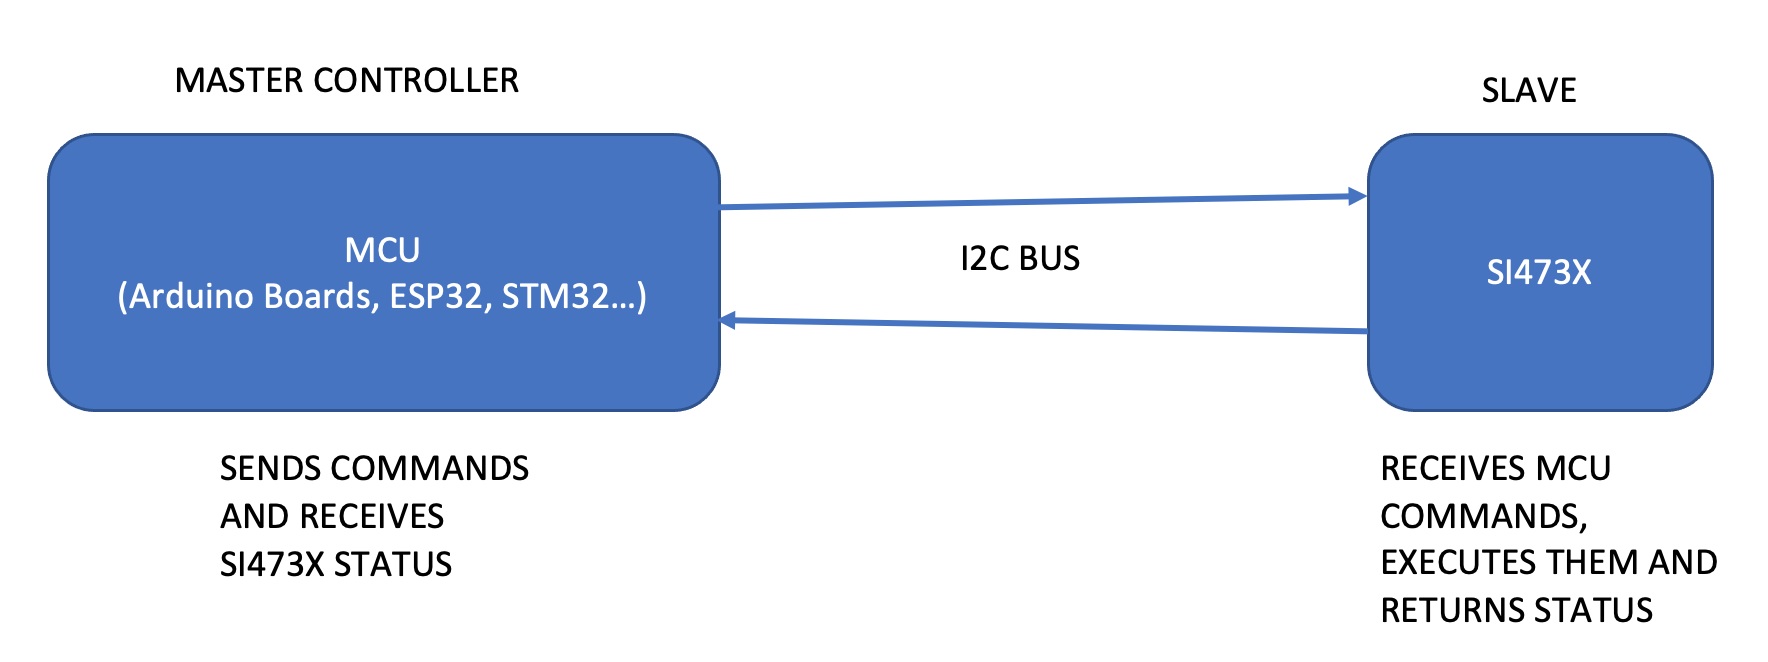 MASTER CONTROLLER
SLAVE
MCU
(Arduino Boards, ESP32, STM32...)
I2C BUS
SI473X
SENDS COMMANDS
AND RECEIVES
SI473X STATUS
RECEIVES MCU
COMMANDS,
EXECUTES THEM AND
RETURNS STATUS